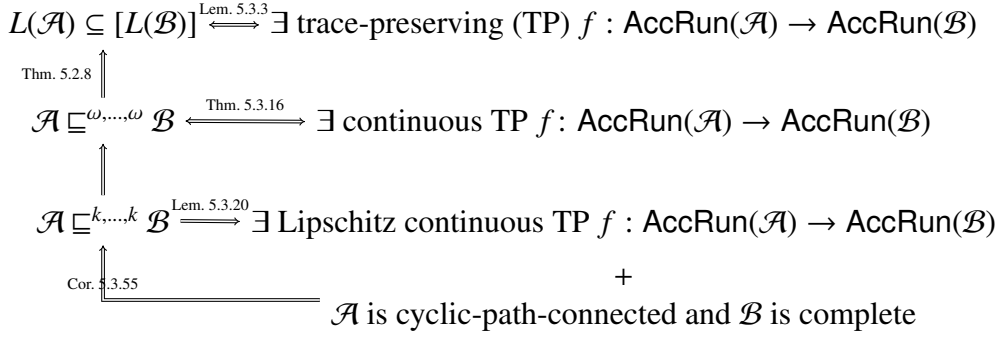 L(𝒜) ⊆ [L(ℬ)] ⟺ Lem. 5.3.3 ∃ trace-preserving (TP) f : AccRun(𝒜) → AccRun(ℬ)
Thm. 5.2.8
𝒜 ⊑^{ω,...,ω} ℬ ⟺ Thm. 5.3.16 ∃ continuous TP f : AccRun(𝒜) → AccRun(ℬ)
𝒜 ⊑^{k,...,k} ℬ ⟹ Lem. 5.3.20 ∃ Lipschitz continuous TP f : AccRun(𝒜) → AccRun(ℬ)
Cor. 5.3.55
+
𝒜 is cyclic-path-connected and ℬ is complete